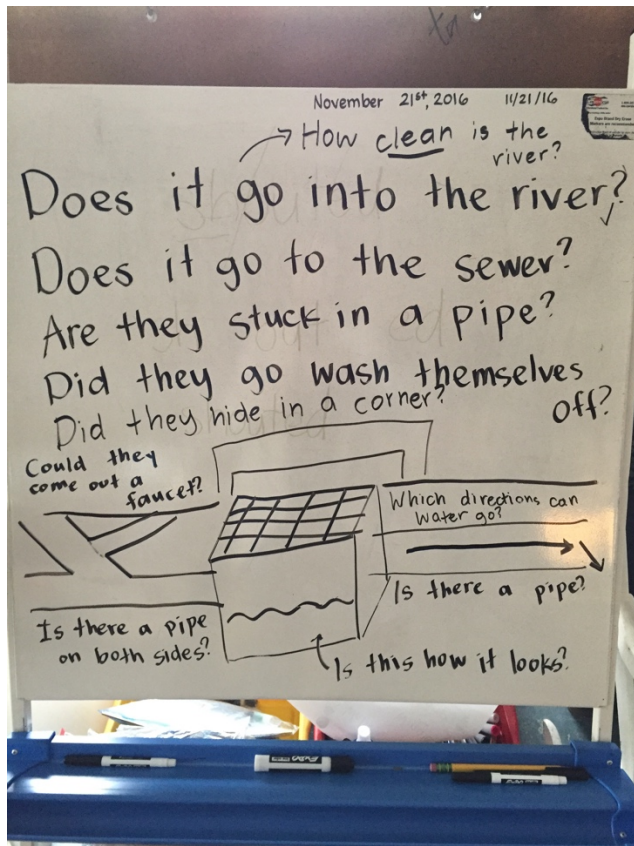 November 21st, 2016 11/21/16
How clean is the
river?
Does it go into the river?
Does it go to the sewer?
Are they stuck in a pipe?
Did they go wash themselves
off?
Did they hide in a corner?
Could they
come out a
faucet?
Which directions can
water go?
Is there a pipe?
Is there a pipe
on both sides?
Is this how it looks?